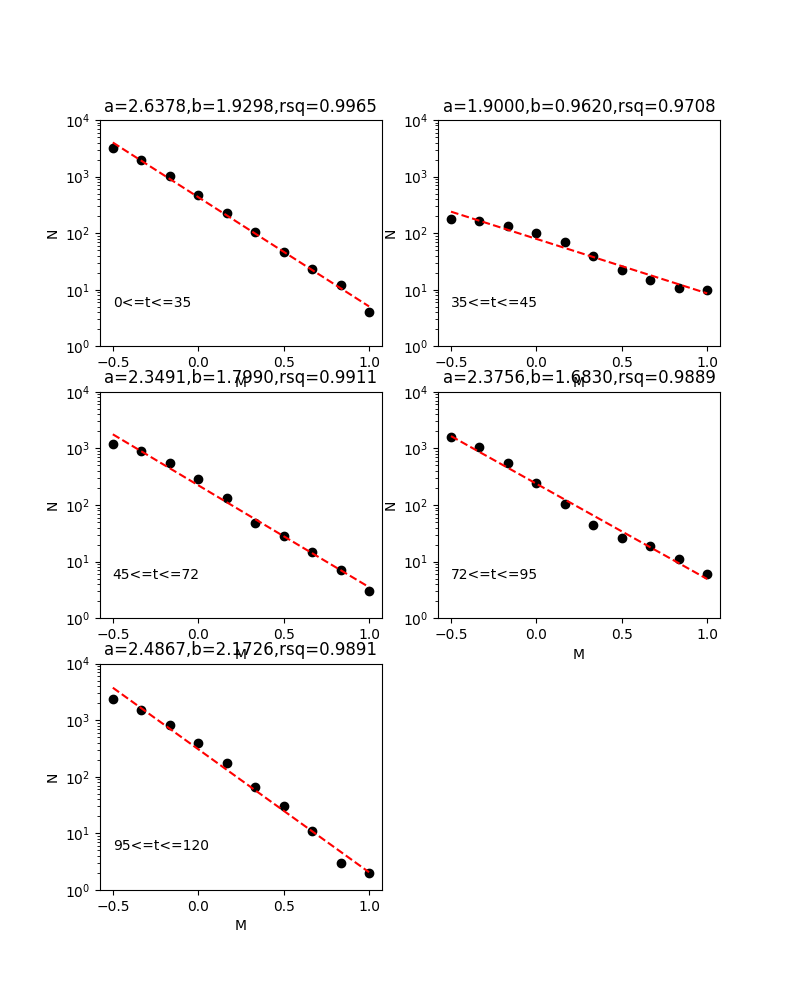 a=2.6378,b=1.9298,rsq=0.9965
10^4
10^3
10^2
10^1
10^0
N
0<=t<=35
−0.5 0.0 0.5 1.0
M
a=1.9000,b=0.9620,rsq=0.9708
10^4
10^3
10^2
10^1
10^0
N
35<=t<=45
−0.5 0.0 0.5 1.0
M
a=2.3491,b=1.7990,rsq=0.9911
10^4
10^3
10^2
10^1
10^0
N
45<=t<=72
−0.5 0.0 0.5 1.0
M
a=2.3756,b=1.6830,rsq=0.9889
10^4
10^3
10^2
10^1
10^0
N
72<=t<=95
−0.5 0.0 0.5 1.0
M
a=2.4867,b=2.1726,rsq=0.9891
10^4
10^3
10^2
10^1
10^0
N
95<=t<=120
−0.5 0.0 0.5 1.0
M